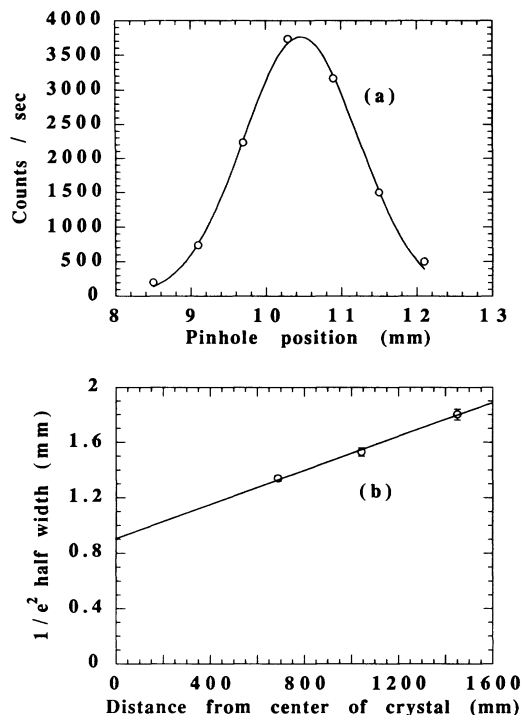 4000
3500
3000
2500
2000
1500
1000
500
0
Counts / sec
(a)
8 9 10 11 12 13
Pinhole position (mm)
2
1.6
1.2
0.8
0.4
0
1/e² half width (mm)
(b)
0 400 800 1200 1600
Distance from center of crystal (mm)